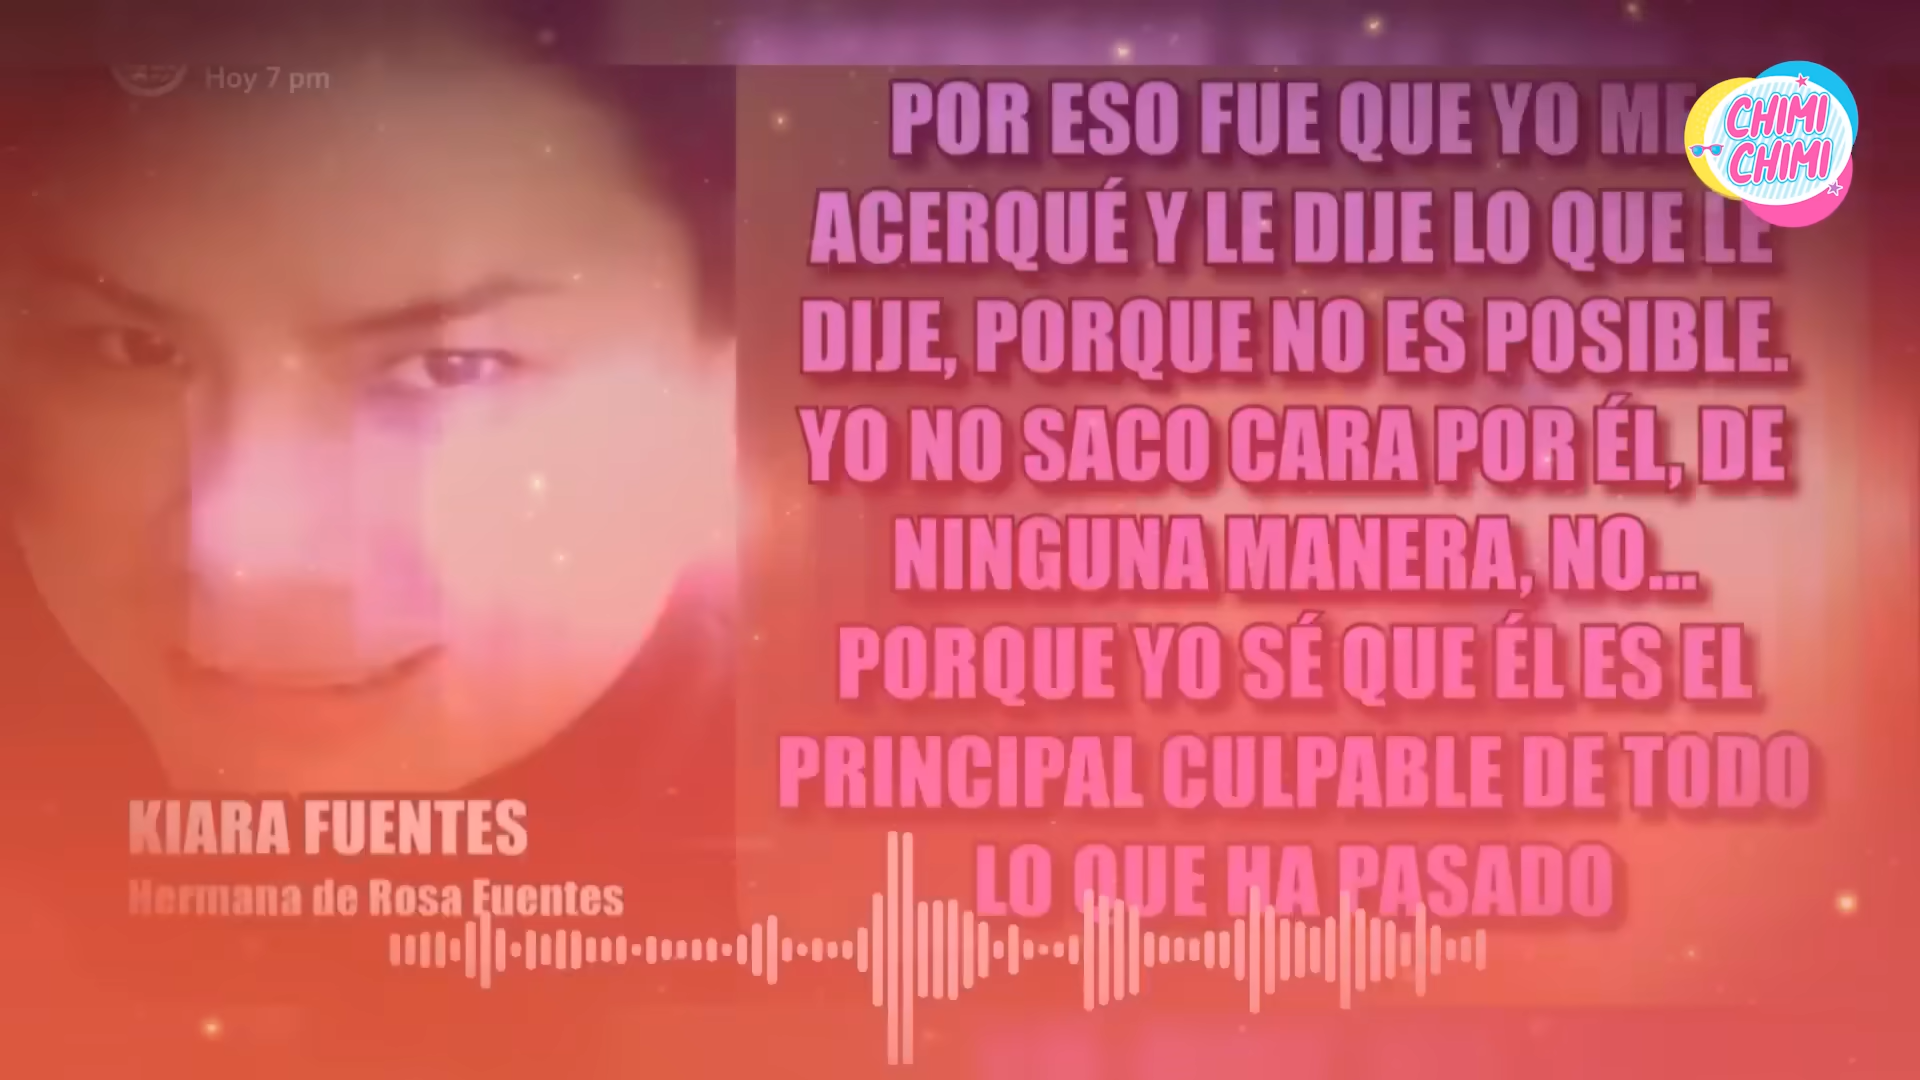 Hoy 7 pm
CHIMI
CHIMI
POR ESO FUE QUE YO ME
ACERQUÉ Y LE DIJE LO QUE LE
DIJE, PORQUE NO ES POSIBLE.
YO NO SACO CARA POR ÉL, DE
NINGUNA MANERA, NO...
PORQUE YO SÉ QUE ÉL ES EL
PRINCIPAL CULPABLE DE TODO
LO QUE HA PASADO
KIARA FUENTES
Hermana de Rosa Fuentes